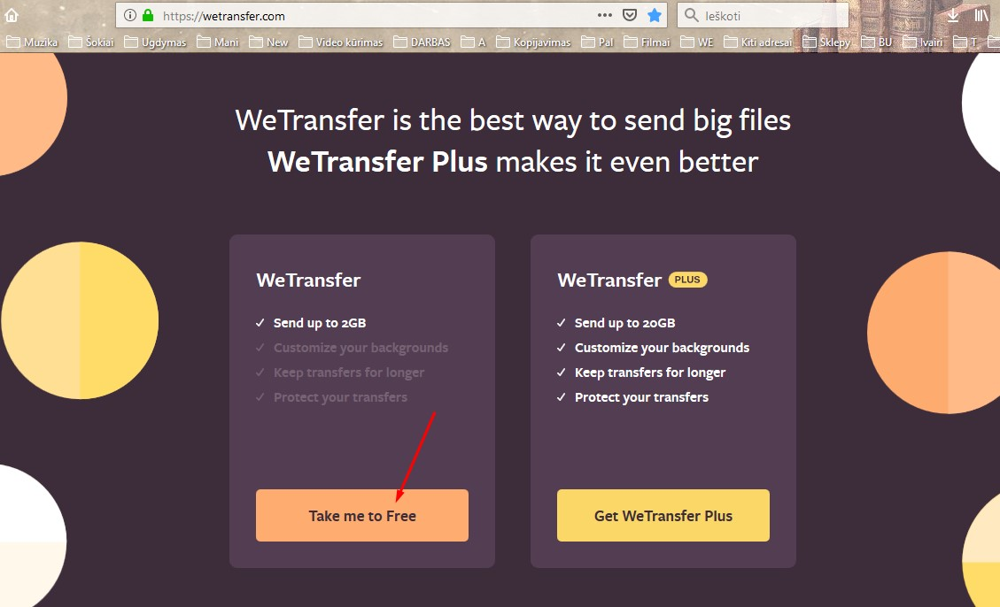 https://wetransfer.com
Ieškoti
Muzika Šokiai Ugdymas Mani New Video kūrimas DARBAS A Kopijavimas Pal Filmai WE Kiti adresai Sklepy BU Ivairi T
WeTransfer is the best way to send big files
WeTransfer Plus makes it even better
WeTransfer
Send up to 2GB
Customize your backgrounds
Keep transfers for longer
Protect your transfers
Take me to Free
WeTransfer PLUS
Send up to 20GB
Customize your backgrounds
Keep transfers for longer
Protect your transfers
Get WeTransfer Plus